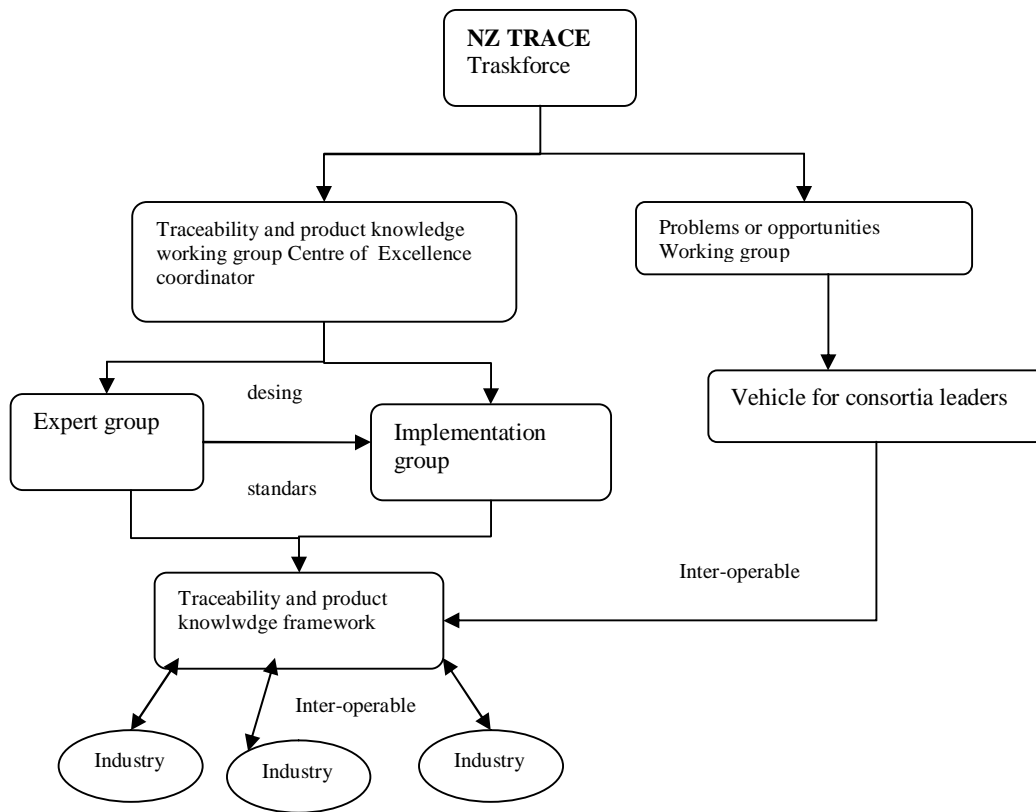 NZ TRACE
Traskforce
Traceability and product knowledge
working group Centre of Excellence
coordinator
Problems or opportunities
Working group
desing
Expert group
Implementation
group
Vehicle for consortia leaders
standars
Inter-operable
Traceability and product
knowlwdge framework
Inter-operable
Industry
Industry
Industry